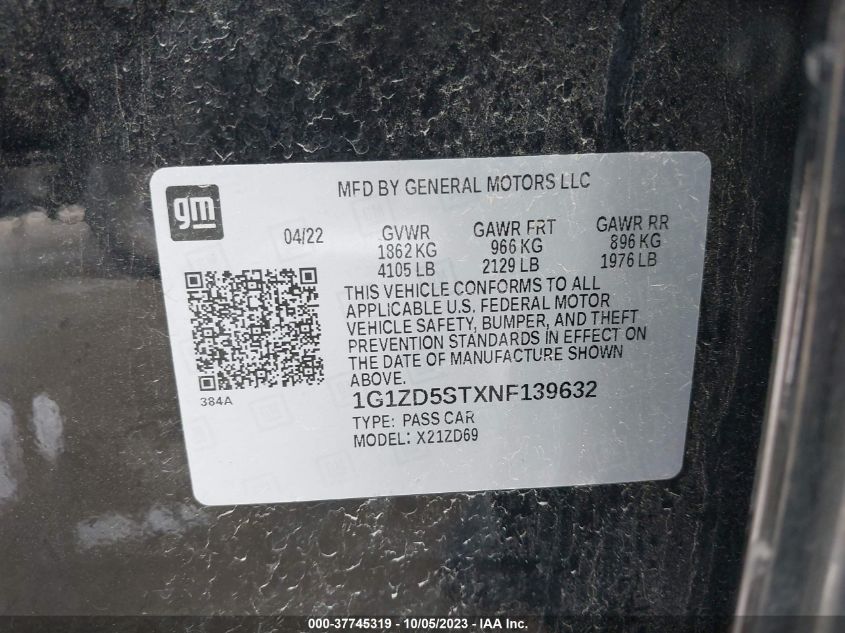 MFD BY GENERAL MOTORS LLC
gm
04/22 GVWR GAWR FRT GAWR RR
1862 KG 966 KG 896 KG
4105 LB 2129 LB 1976 LB
THIS VEHICLE CONFORMS TO ALL
APPLICABLE U.S. FEDERAL MOTOR
VEHICLE SAFETY, BUMPER, AND THEFT
PREVENTION STANDARDS IN EFFECT ON
THE DATE OF MANUFACTURE SHOWN
ABOVE.
384A
1G1ZD5STXNF139632
TYPE: PASS CAR
MODEL: X21ZD69
000-37745319 - 10/05/2023 - IAA Inc.